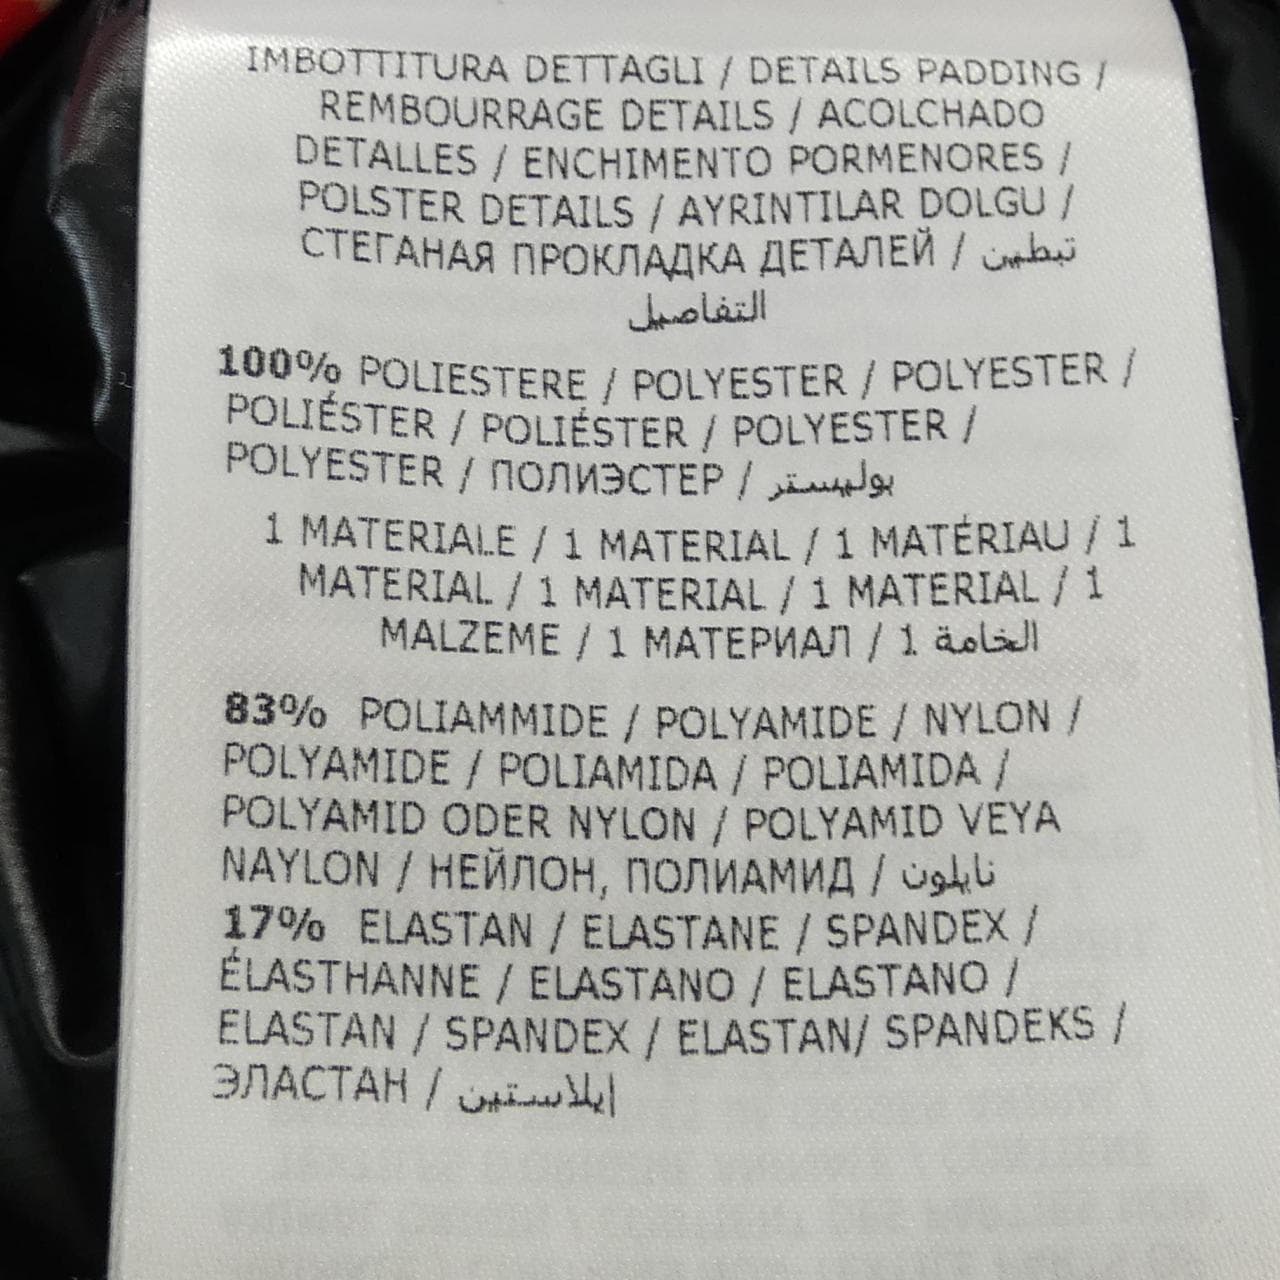 IMBOTTITURA DETTAGLI / DETAILS PADDING /
REMBOURRAGE DETAILS / ACOLCHADO
DETALLES / ENCHIMENTO PORMENORES /
POLSTER DETAILS / AYRINTILAR DOLGU /
СТЕГАНАЯ ПРОКЛАДКА ДЕТАЛЕЙ / تبطين
التفاصيل
100% POLIESTERE / POLYESTER / POLYESTER /
POLIÉSTER / POLIÉSTER / POLYESTER /
POLYESTER / ПОЛИЭСТЕР / بوليستر
1 MATERIALE / 1 MATERIAL / 1 MATÉRIAU / 1
MATERIAL / 1 MATERIAL / 1 MATERIAL / 1
MALZEME / 1 МАТЕРИАЛ / 1 الخامة
83% POLIAMMIDE / POLYAMIDE / NYLON /
POLYAMIDE / POLIAMIDA / POLIAMIDA /
POLYAMID ODER NYLON / POLYAMID VEYA
NAYLON / НЕЙЛОН, ПОЛИАМИД / نايلون
17% ELASTAN / ELASTANE / SPANDEX /
ÉLASTHANNE / ELASTANO / ELASTANO /
ELASTAN / SPANDEX / ELASTAN/ SPANDEKS /
ЭЛАСТАН / إيلاستين